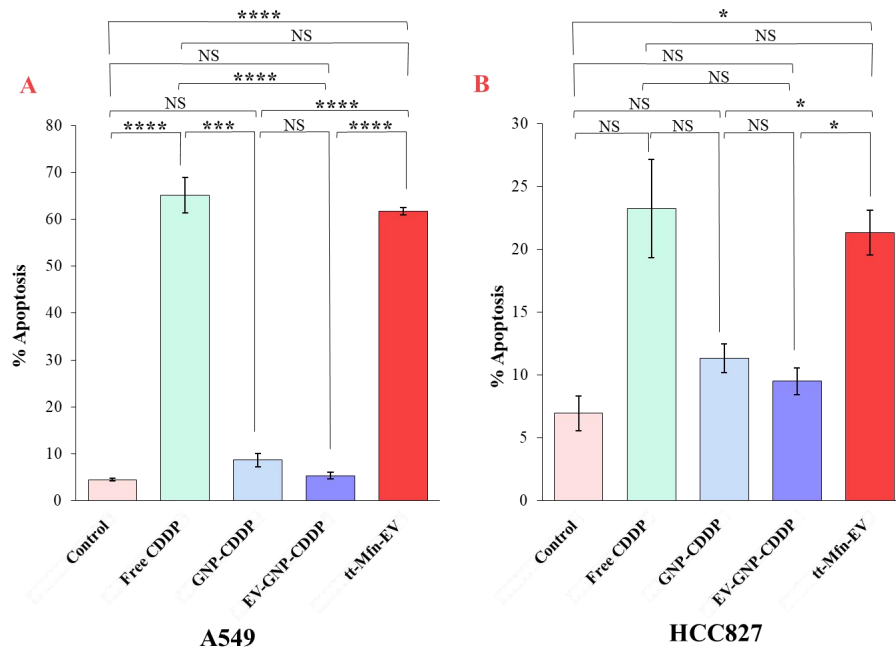 A
****
NS
NS
****
NS
****
****
***
NS
****
% Apoptosis
80
70
60
50
40
30
20
10
0
Control
Free CDDP
GNP-CDDP
EV-GNP-CDDP
tt-Mfn-EV
A549
B
*
NS
NS
NS
NS
*
NS
NS
NS
*
% Apoptosis
30
25
20
15
10
5
0
Control
Free CDDP
GNP-CDDP
EV-GNP-CDDP
tt-Mfn-EV
HCC827